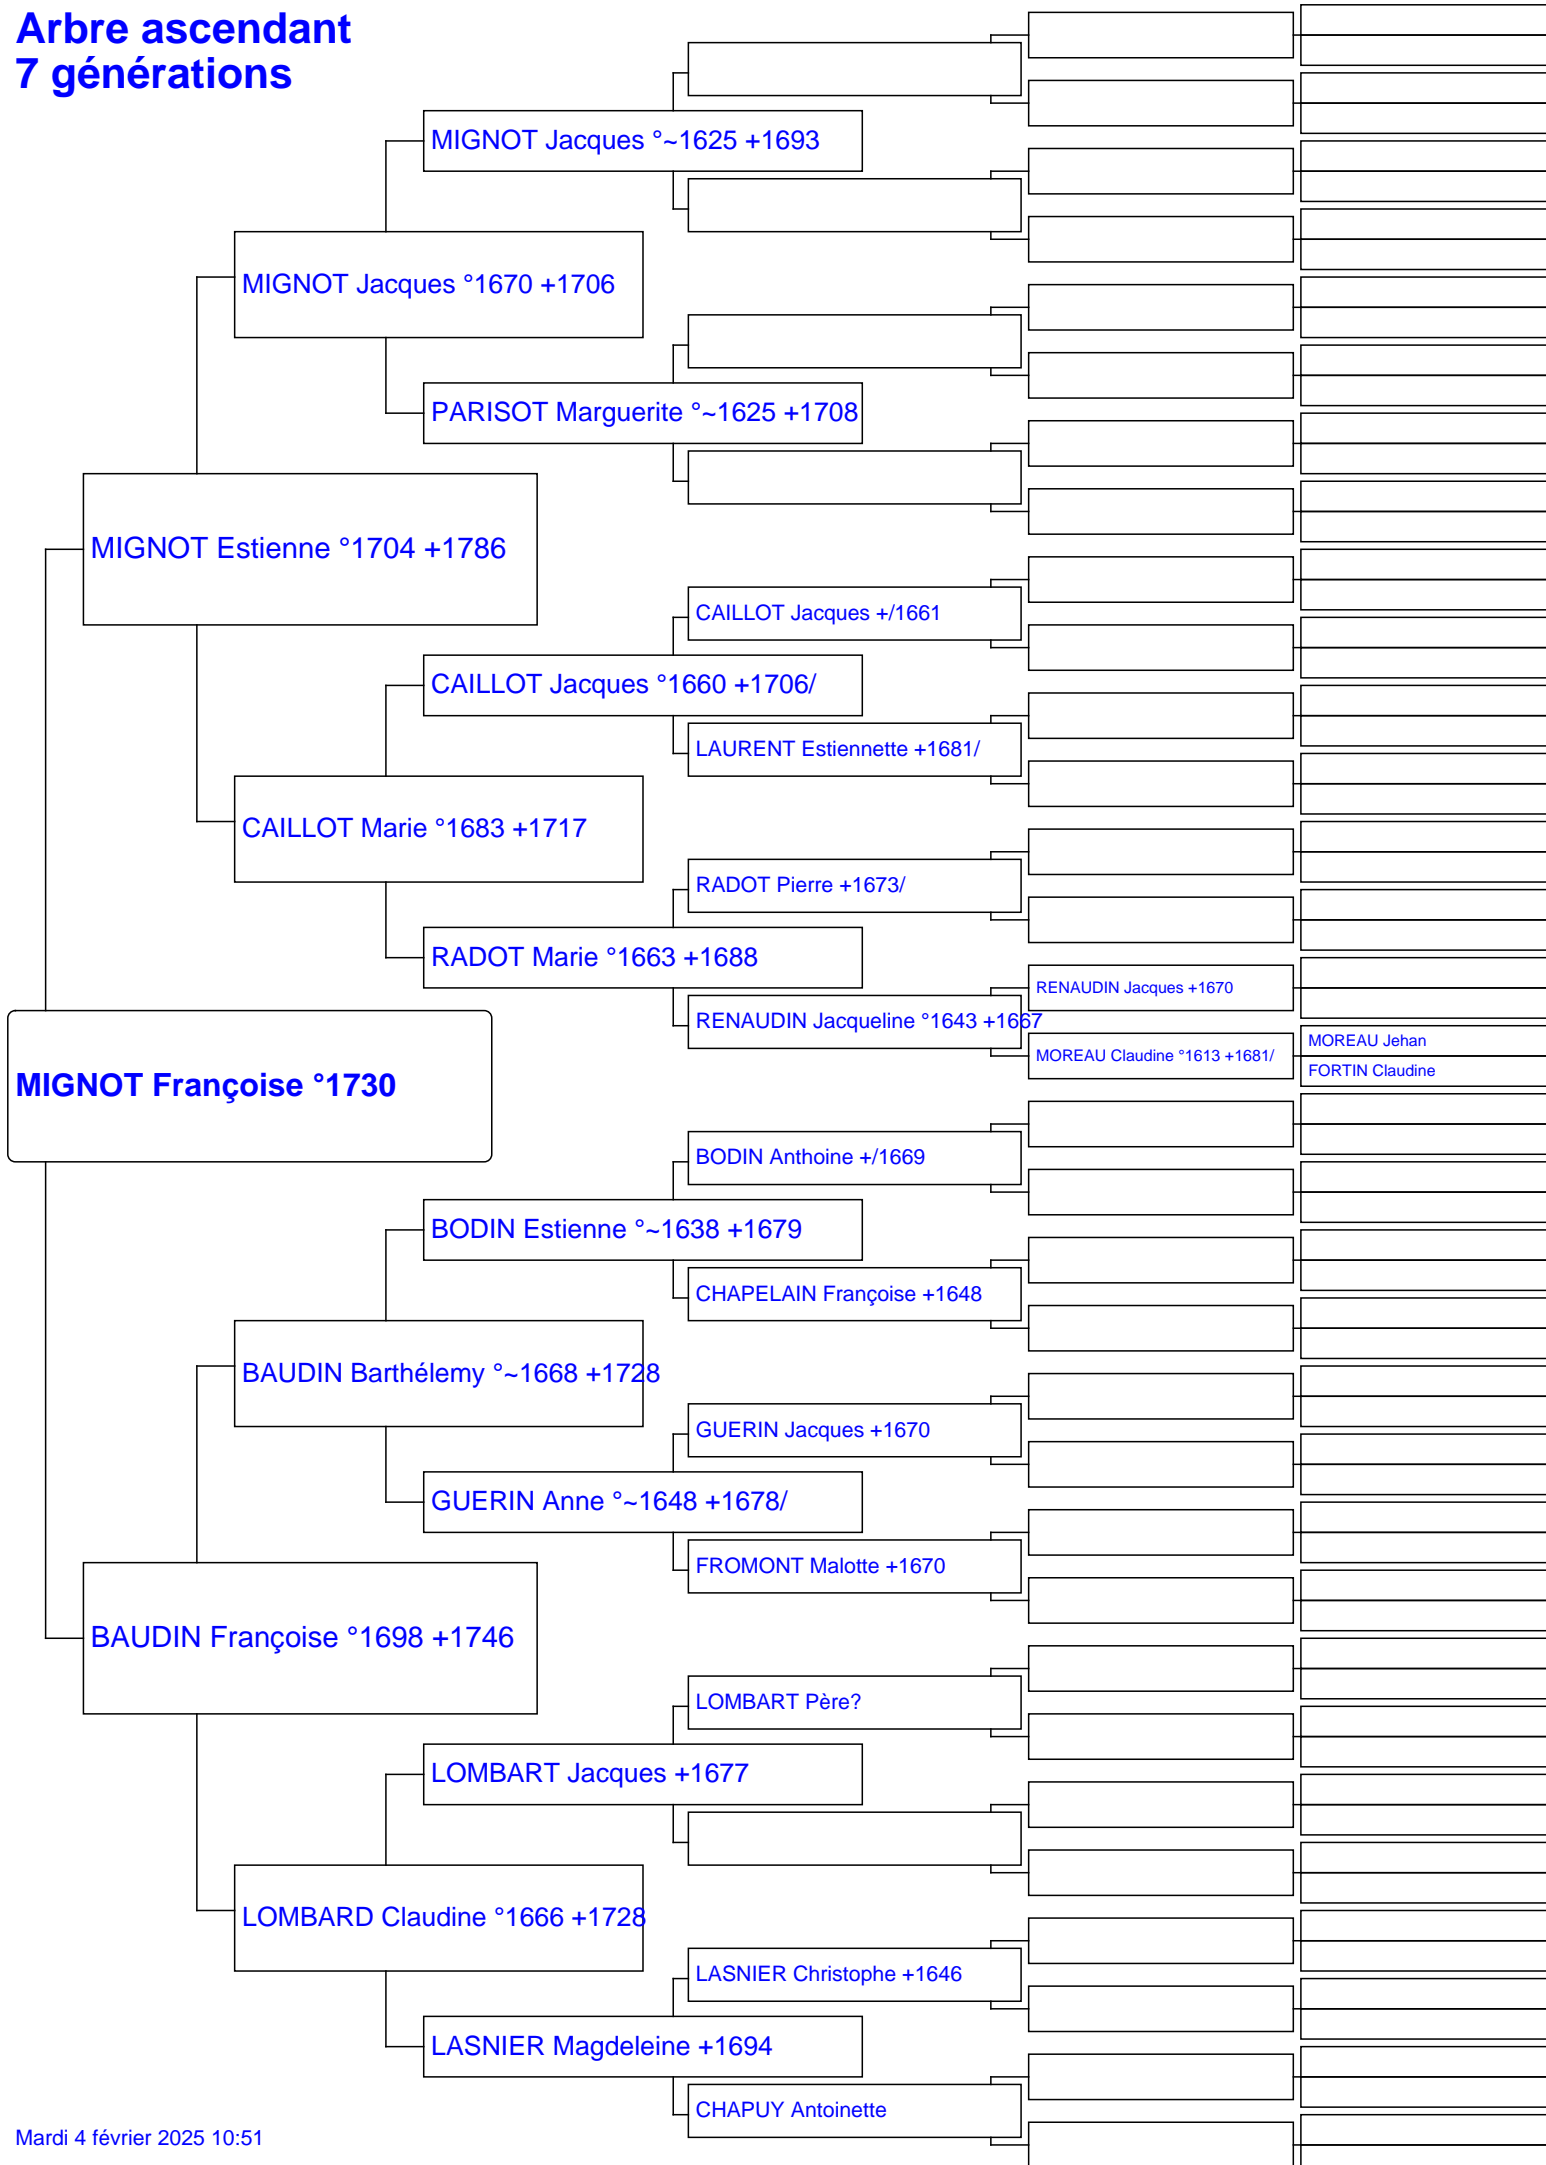 Arbre ascendant
7 générations
MIGNOT Jacques °~1625 +1693
MIGNOT Jacques °1670 +1706
PARISOT Marguerite °~1625 +1708
MIGNOT Estienne °1704 +1786
CAILLOT Jacques +/1661
CAILLOT Jacques °1660 +1706/
LAURENT Estiennette +1681/
CAILLOT Marie °1683 +1717
RADOT Pierre +1673/
RADOT Marie °1663 +1688
RENAUDIN Jacques +1670
RENAUDIN Jacqueline °1643 +1667
MOREAU Jehan
MOREAU Claudine °1613 +1681/
FORTIN Claudine
MIGNOT Françoise °1730
BODIN Anthoine +/1669
BODIN Estienne °~1638 +1679
CHAPELAIN Françoise +1648
BAUDIN Barthélemy °~1668 +1728
GUERIN Jacques +1670
GUERIN Anne °~1648 +1678/
FROMONT Malotte +1670
BAUDIN Françoise °1698 +1746
LOMBART Père?
LOMBART Jacques +1677
LOMBARD Claudine °1666 +1728
LASNIER Christophe +1646
LASNIER Magdeleine +1694
CHAPUY Antoinette
Mardi 4 février 2025 10:51